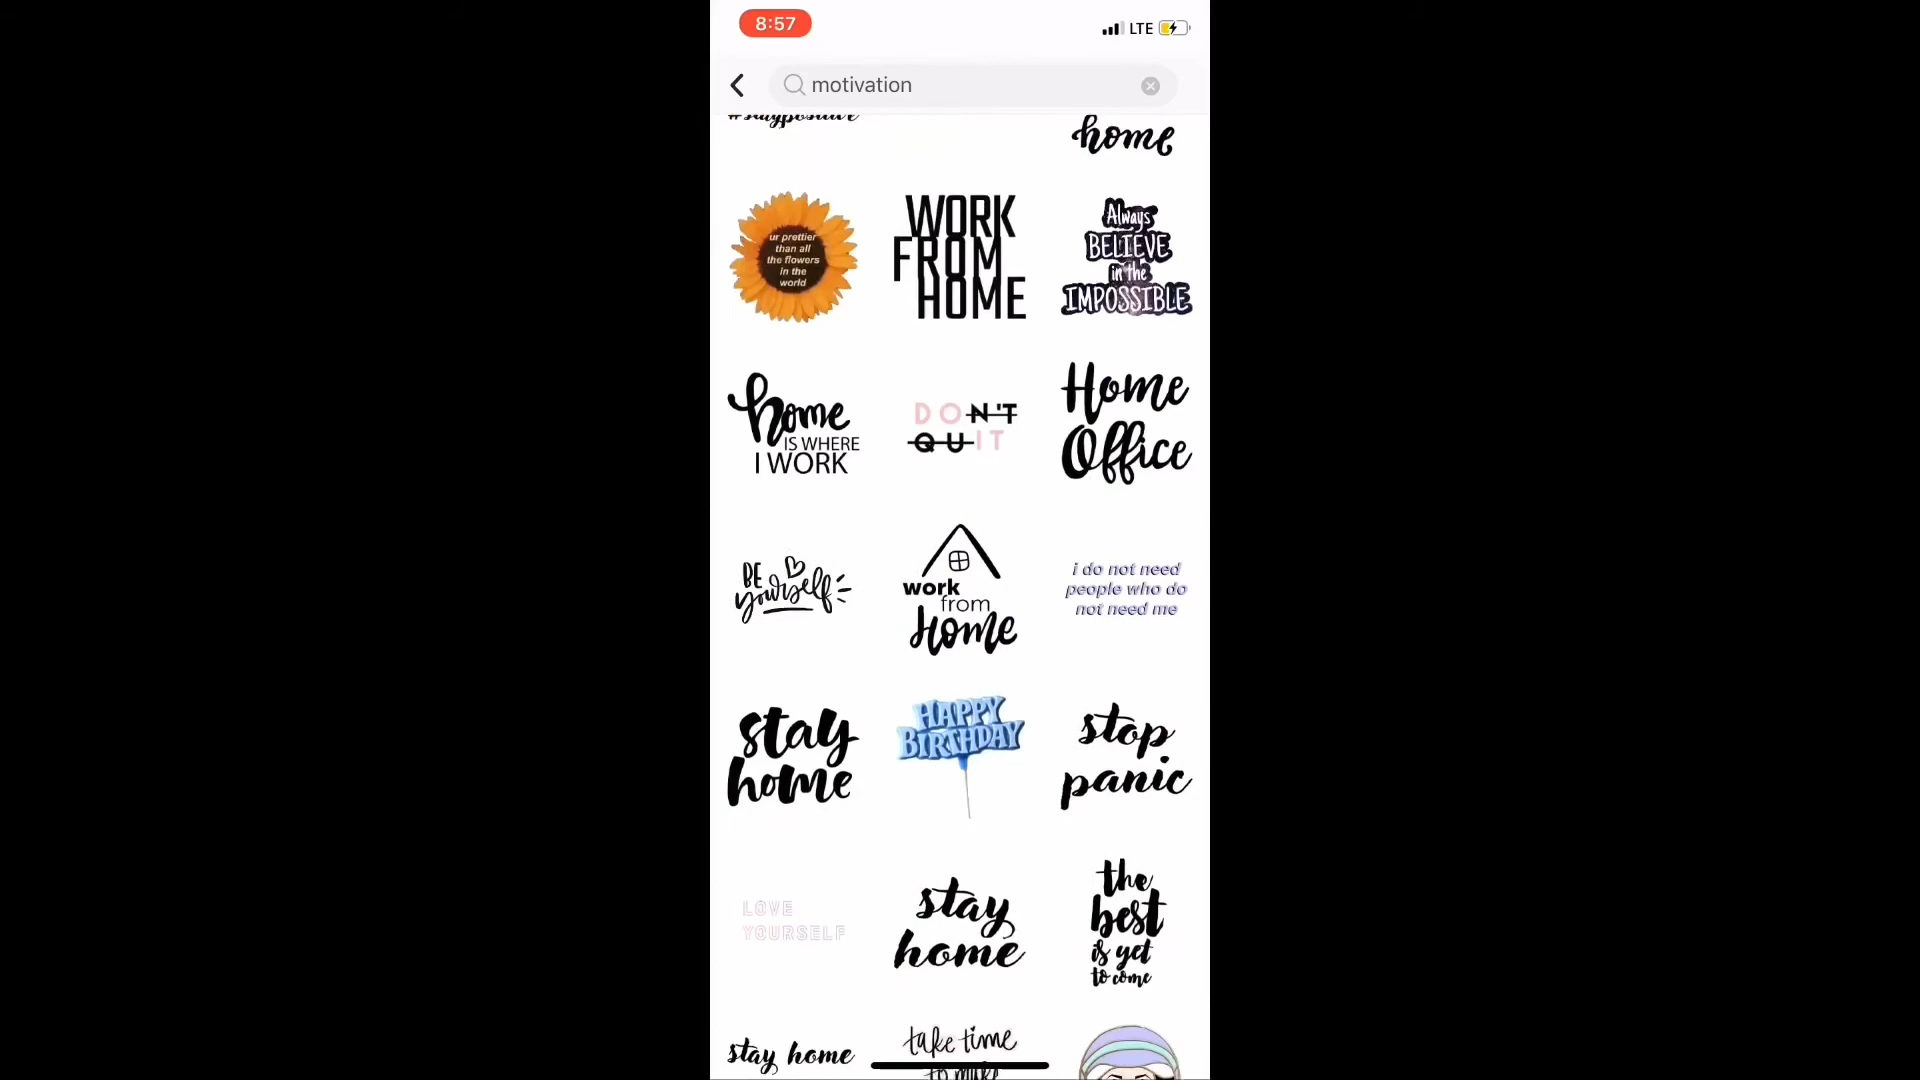 8:57
LTE
motivation
#staypositive
home
ur prettier
than all
the flowers
in the
world
WORK
FROM
HOME
Always
BELIEVE
in the
IMPOSSIBLE
home
IS WHERE
I WORK
DON'T
QUIT
Home
Office
BE
yourself
work
from
Home
i do not need
people who do
not need me
stay
home
HAPPY
BIRTHDAY
stop
panic
LOVE
YOURSELF
stay
home
the
best
is yet
to come
stay home
take time
to make